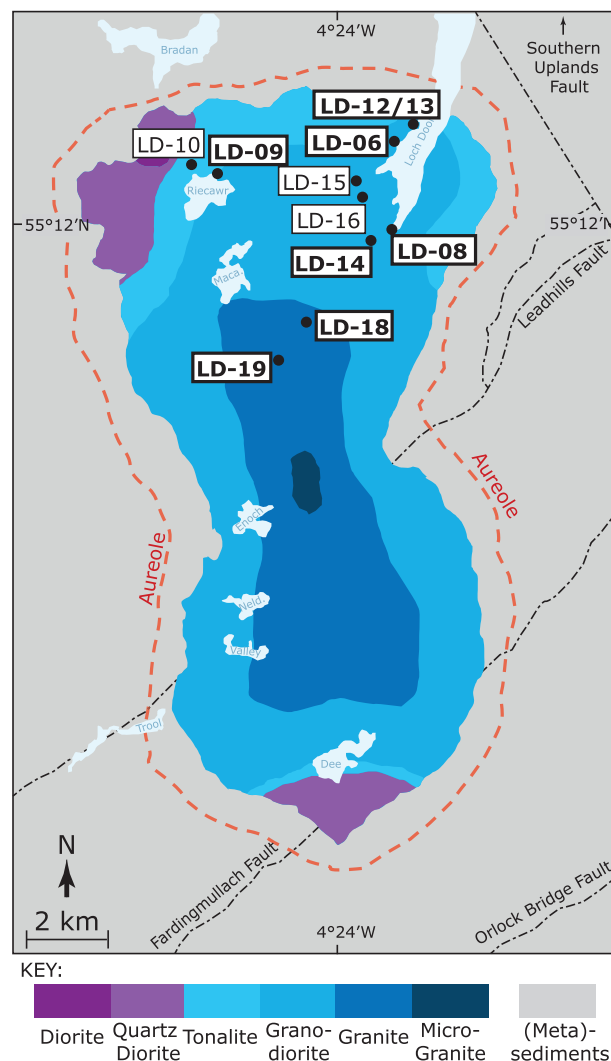 4°24′W
Bradan
Southern
Uplands
Fault
LD-12/13
LD-06
LD-10
LD-09
Loch Doon
LD-15
Riecawr
LD-16
55°12′N
55°12′N
LD-14
LD-08
Maca.
Leadhills Fault
LD-18
LD-19
Aureole
Enoch
Aureole
Neld.
Valley
Trool
Dee
N
2 km
Fardingmullach Fault
4°24′W
Orlock Bridge Fault
KEY:
Diorite
Quartz
Diorite
Tonalite
Grano-
diorite
Granite
Micro-
Granite
(Meta)-
sediments